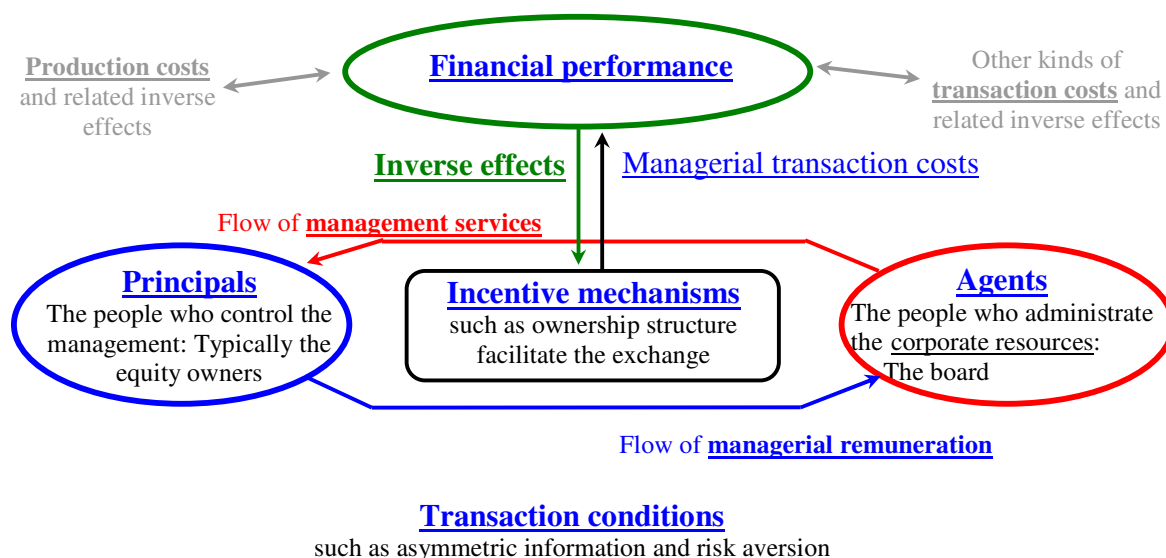 Financial performance
Production costs
and related inverse
effects
Other kinds of
transaction costs and
related inverse effects
Inverse effects
Managerial transaction costs
Flow of management services
Principals
The people who control the
management: Typically the
equity owners
Incentive mechanisms
such as ownership structure
facilitate the exchange
Agents
The people who administrate
the corporate resources:
The board
Flow of managerial remuneration
Transaction conditions
such as asymmetric information and risk aversion